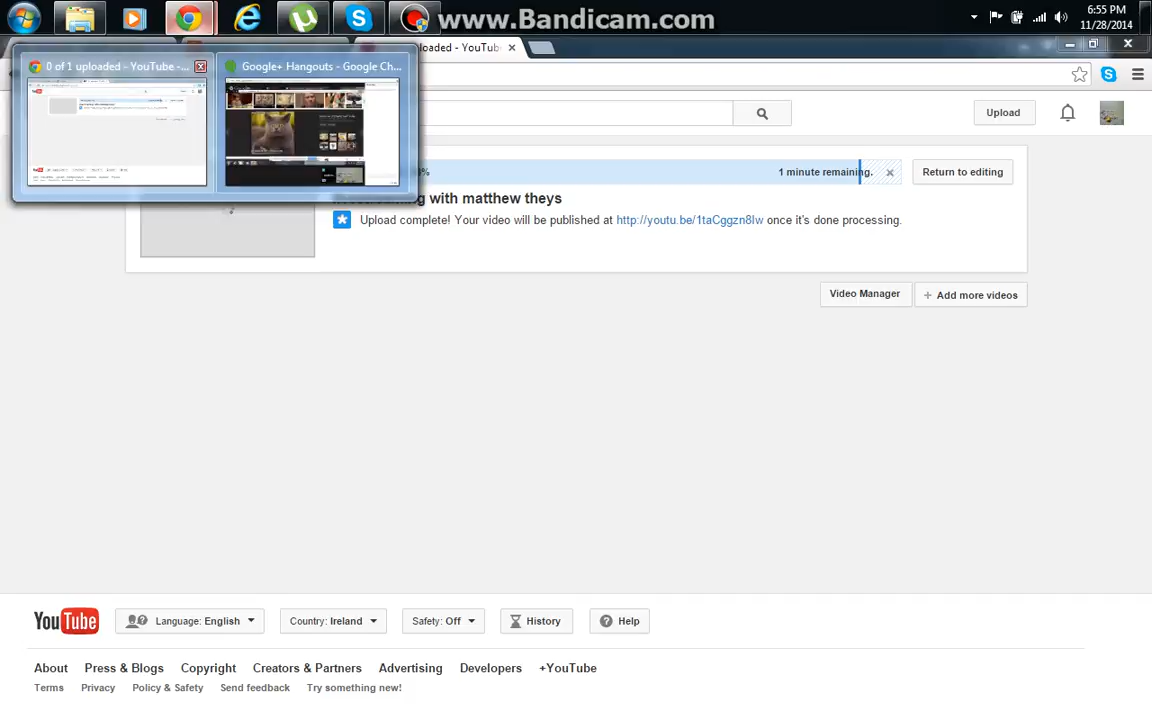 www.Bandicam.com
6:55 PM
11/28/2014
0 of 1 uploaded - YouTube -...
Google+ Hangouts - Google Ch...
loaded - YouTub
Upload
%
1 minute remaining.
Return to editing
with matthew theys
Upload complete! Your video will be published at http://youtu.be/1taCggzn8Iw once it's done processing.
Video Manager
+ Add more videos
YouTube
Language: English
Country: Ireland
Safety: Off
History
Help
About
Press & Blogs
Copyright
Creators & Partners
Advertising
Developers
+YouTube
Terms
Privacy
Policy & Safety
Send feedback
Try something new!